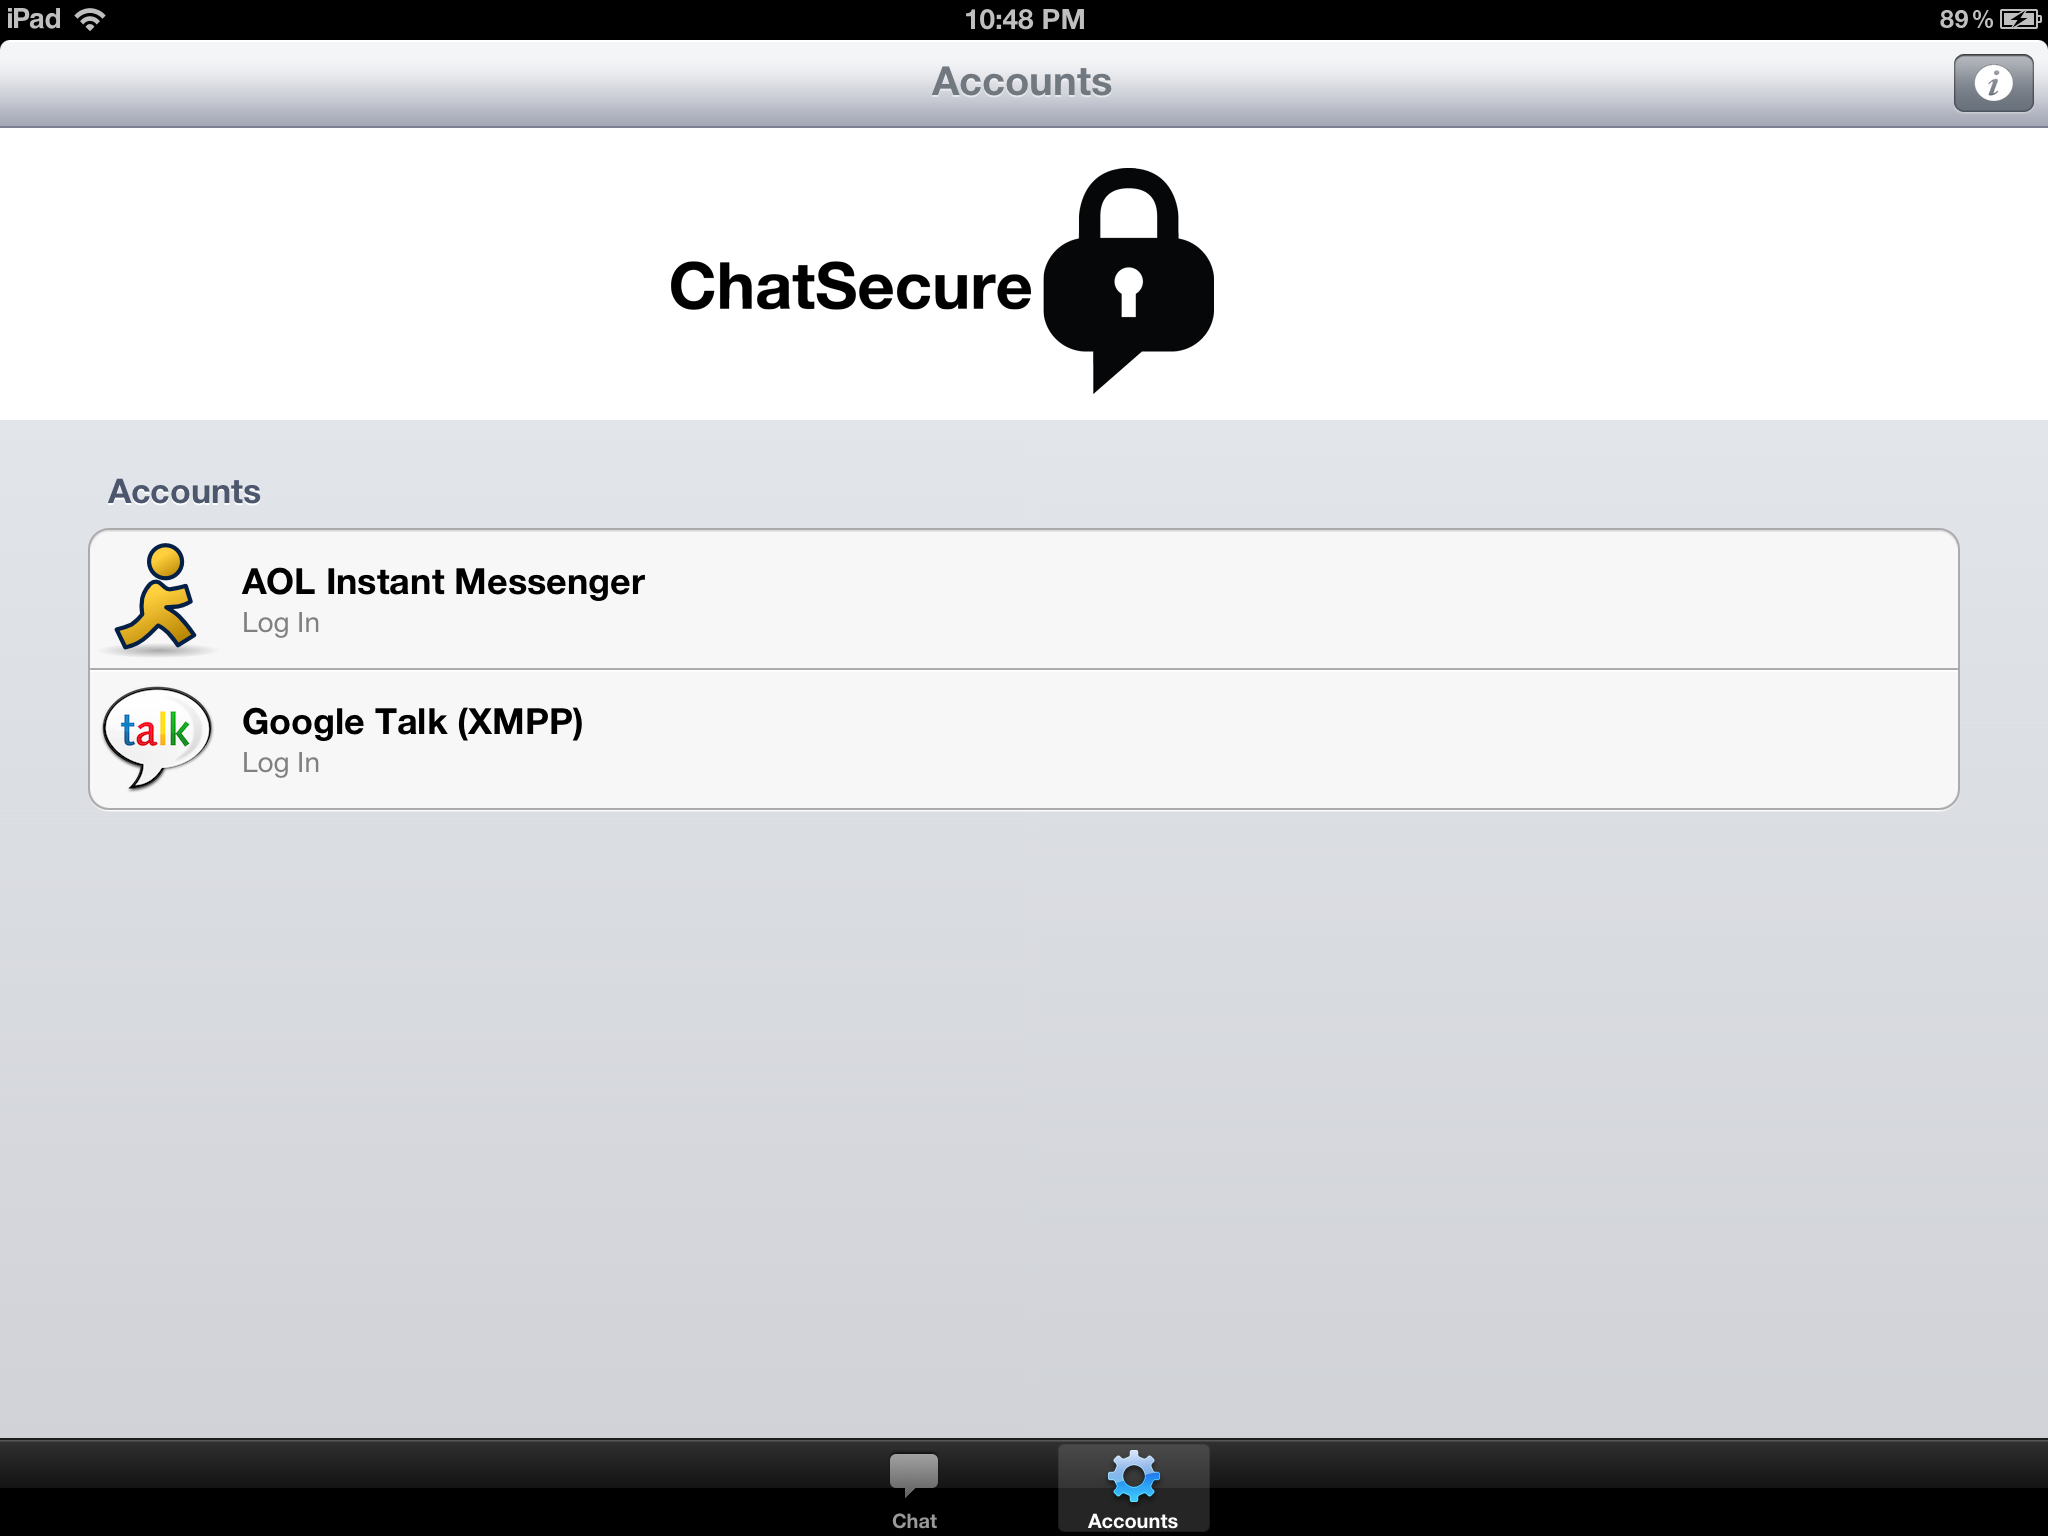 iPad 10:48 PM 89%
Accounts
i
ChatSecure
Accounts
AOL Instant Messenger
Log In
talk
Google Talk (XMPP)
Log In
Chat Accounts